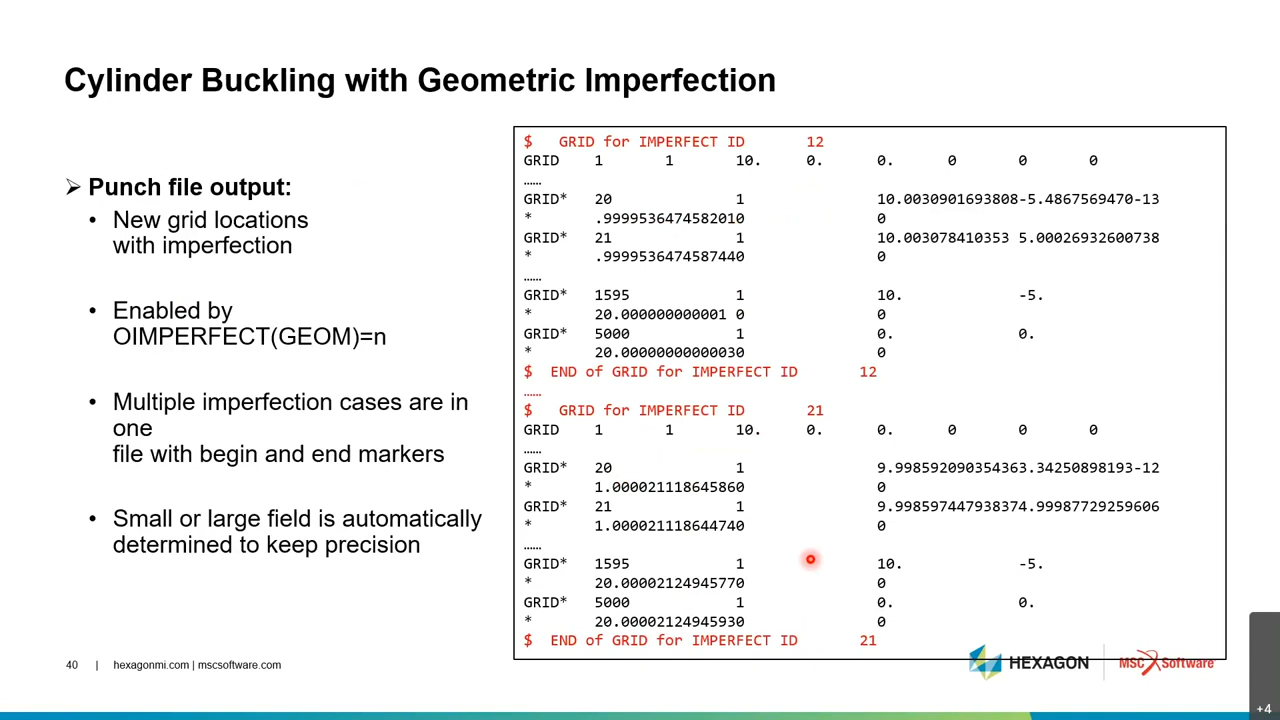 Cylinder Buckling with Geometric Imperfection
➢ Punch file output:
• New grid locations
with imperfection
• Enabled by
OIMPERFECT(GEOM)=n
• Multiple imperfection cases are in
one
file with begin and end markers
• Small or large field is automatically
determined to keep precision
$   GRID for IMPERFECT ID       12
GRID    1       1       10.     0.      0.      0       0       0
……
GRID*   20              1               10.0030901693808-5.4867569470-13
*       .9999536474582010               0
GRID*   21              1               10.003078410353 5.00026932600738
*       .9999536474587440               0
……
GRID*   1595            1               10.             -5.
*       20.000000000001 0               0
GRID*   5000            1               0.              0.
*       20.00000000000030               0
$  END of GRID for IMPERFECT ID       12
……
$   GRID for IMPERFECT ID       21
GRID    1       1       10.     0.      0.      0       0       0
……
GRID*   20              1               9.998592090354363.34250898193-12
*       1.000021118645860               0
GRID*   21              1               9.998597447938374.99987729259606
*       1.000021118644740               0
……
GRID*   1595            1               10.             -5.
*       20.00002124945770               0
GRID*   5000            1               0.              0.
*       20.00002124945930               0
$  END of GRID for IMPERFECT ID       21
40   |   hexagonmi.com | mscsoftware.com
HEXAGON
MSC Software
+4